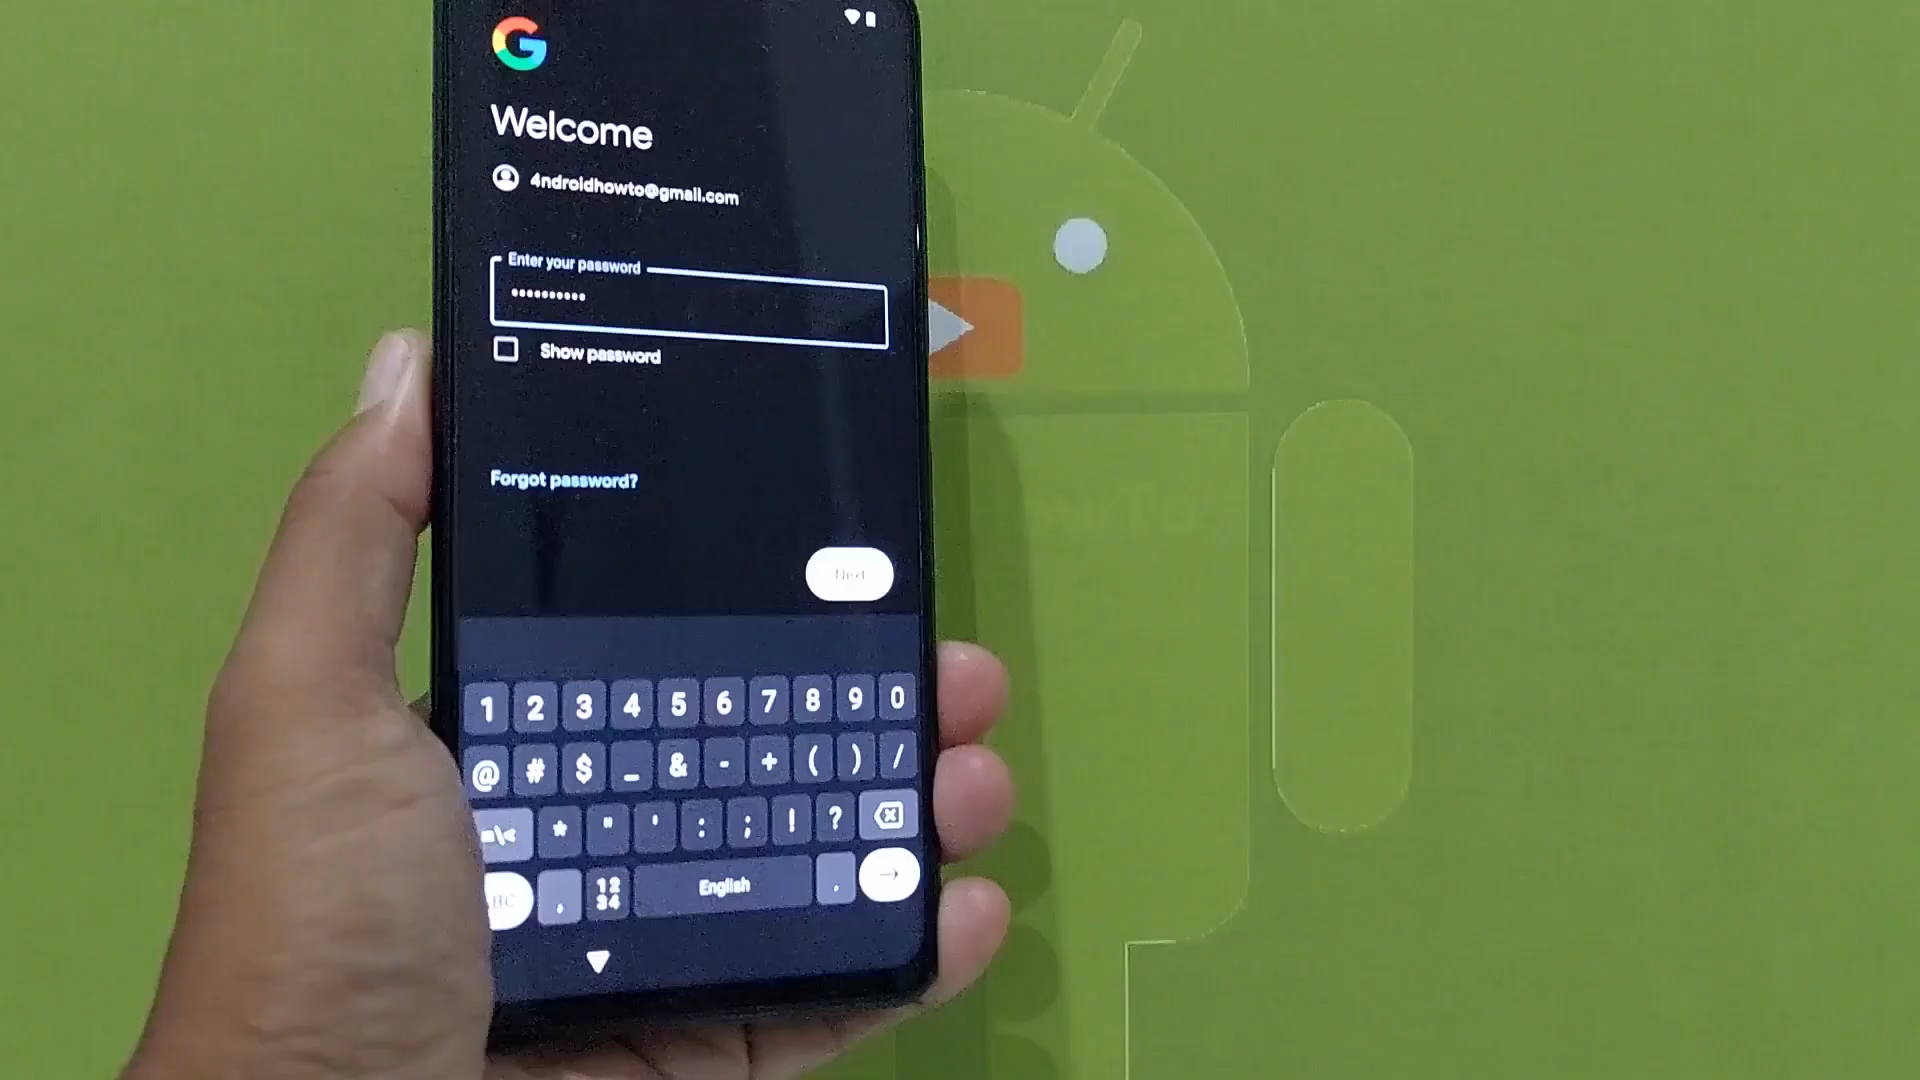 G
Welcome
4ndroidhowto@gmail.com
Enter your password
••••••••••
Show password
Forgot password?
Next
1 2 3 4 5 6 7 8 9 0
@ # $ _ & - + ( ) /
=\< * " ' : ; ! ?
ABC , 12 34 English .